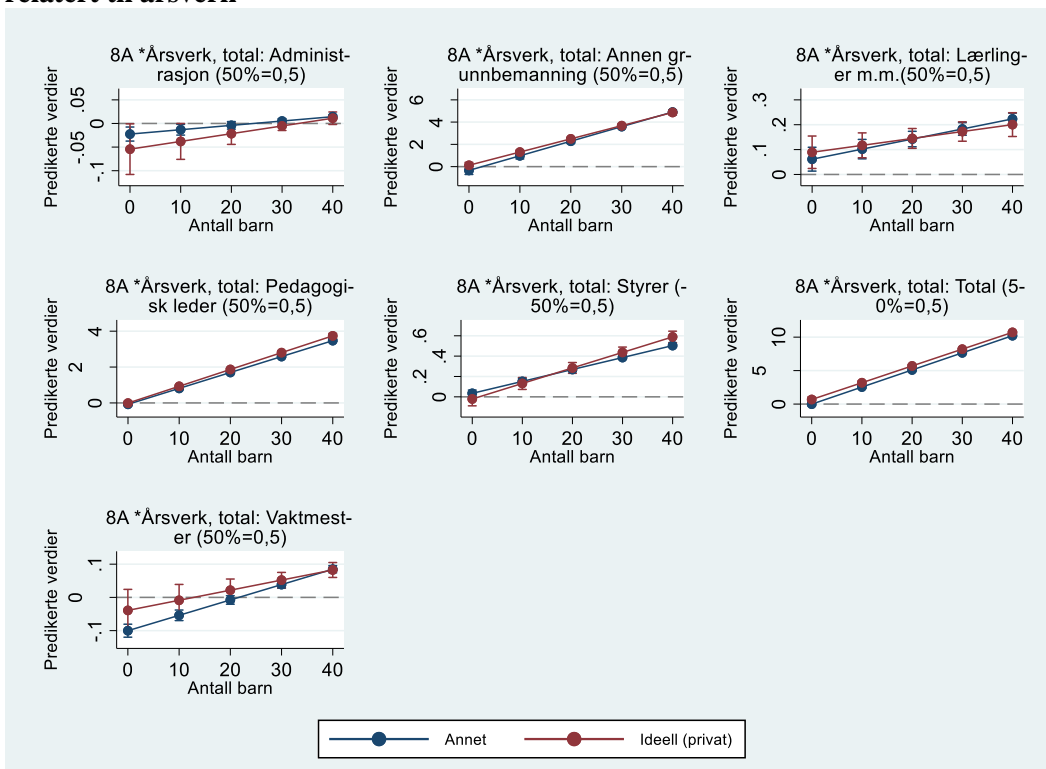 relatert til årsverk
8A *Årsverk, total: Administ-
rasjon (50%=0,5)
Predikerte verdier
.05
0
-.05
-.1
0 10 20 30 40
Antall barn
8A *Årsverk, total: Annen gr-
unnbemanning (50%=0,5)
Predikerte verdier
6
4
2
0
0 10 20 30 40
Antall barn
8A *Årsverk, total: Lærling-
er m.m.(50%=0,5)
Predikerte verdier
.3
.2
.1
0
0 10 20 30 40
Antall barn
8A *Årsverk, total: Pedagogi-
sk leder (50%=0,5)
Predikerte verdier
4
2
0
0 10 20 30 40
Antall barn
8A *Årsverk, total: Styrer (-
50%=0,5)
Predikerte verdier
.6
.4
.2
0
0 10 20 30 40
Antall barn
8A *Årsverk, total: Total (5-
0%=0,5)
Predikerte verdier
10
5
0
0 10 20 30 40
Antall barn
8A *Årsverk, total: Vaktmest-
er (50%=0,5)
Predikerte verdier
.1
0
-.1
0 10 20 30 40
Antall barn
Annet
Ideell (privat)